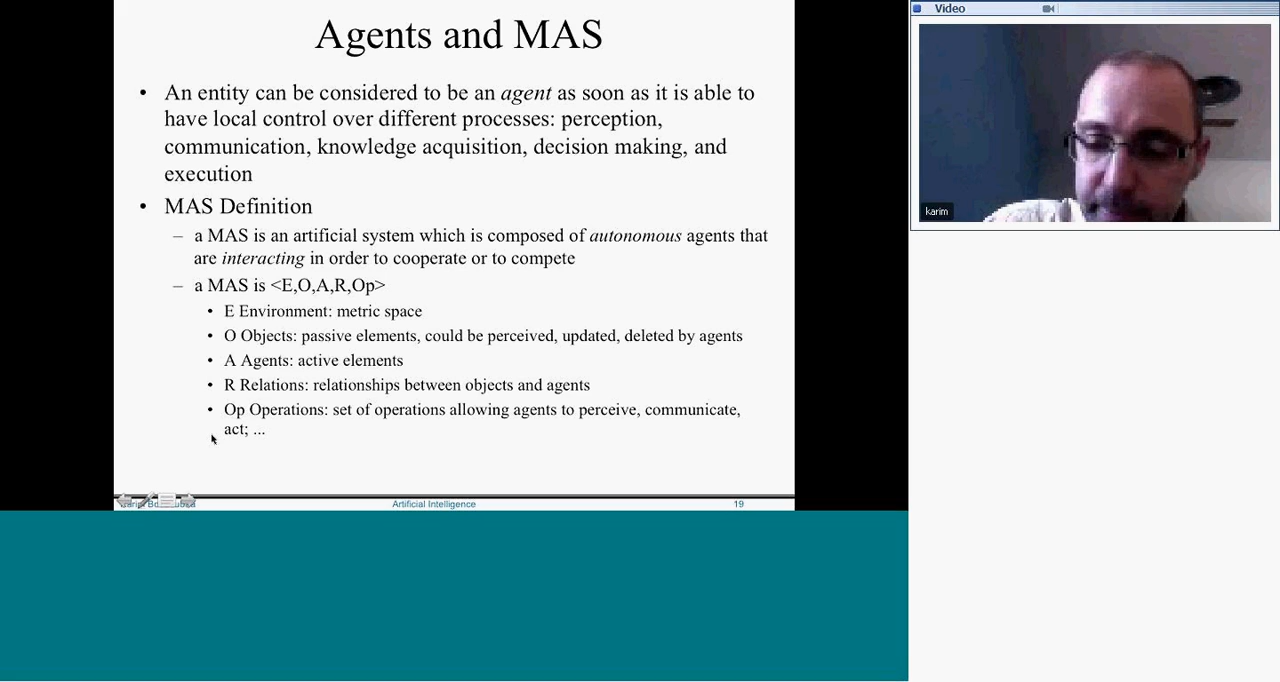 Agents and MAS
• An entity can be considered to be an agent as soon as it is able to
have local control over different processes: perception,
communication, knowledge acquisition, decision making, and
execution
• MAS Definition
– a MAS is an artificial system which is composed of autonomous agents that
are interacting in order to cooperate or to compete
– a MAS is <E,O,A,R,Op>
• E Environment: metric space
• O Objects: passive elements, could be perceived, updated, deleted by agents
• A Agents: active elements
• R Relations: relationships between objects and agents
• Op Operations: set of operations allowing agents to perceive, communicate,
act; ...
Artificial Intelligence
19
Video
karim